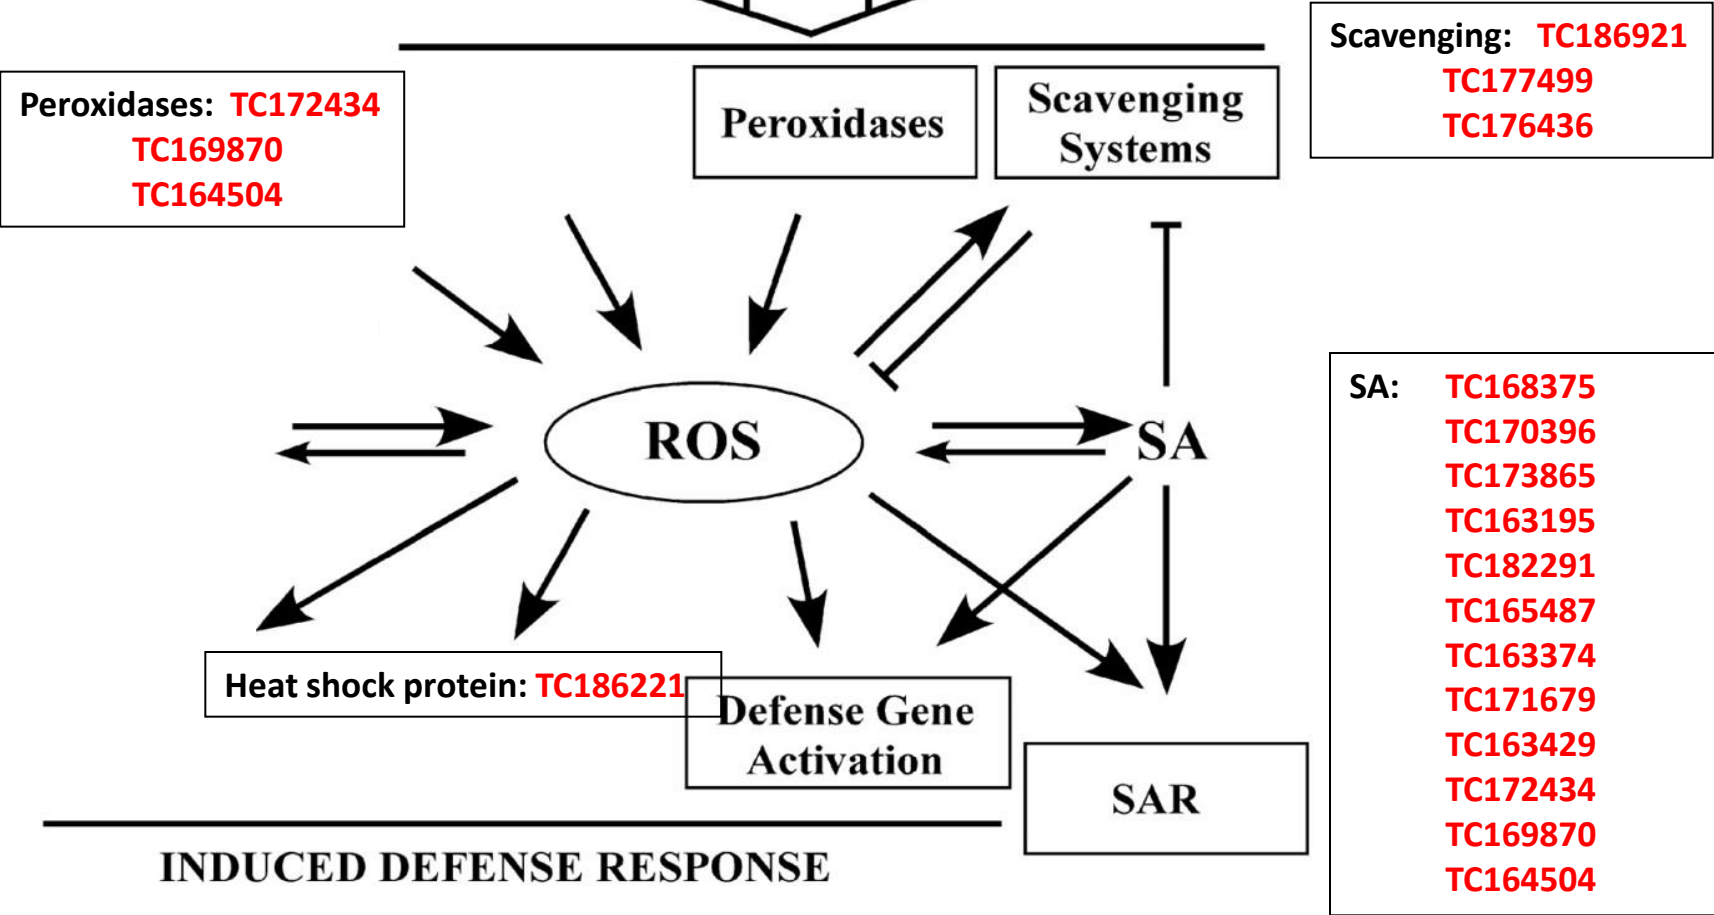 Peroxidases: TC172434
TC169870
TC164504
Peroxidases
Scavenging
Systems
Scavenging: TC186921
TC177499
TC176436
ROS
SA
SA: TC168375
TC170396
TC173865
TC163195
TC182291
TC165487
TC163374
TC171679
TC163429
TC172434
TC169870
TC164504
Heat shock protein: TC186221
Defense Gene
Activation
SAR
INDUCED DEFENSE RESPONSE